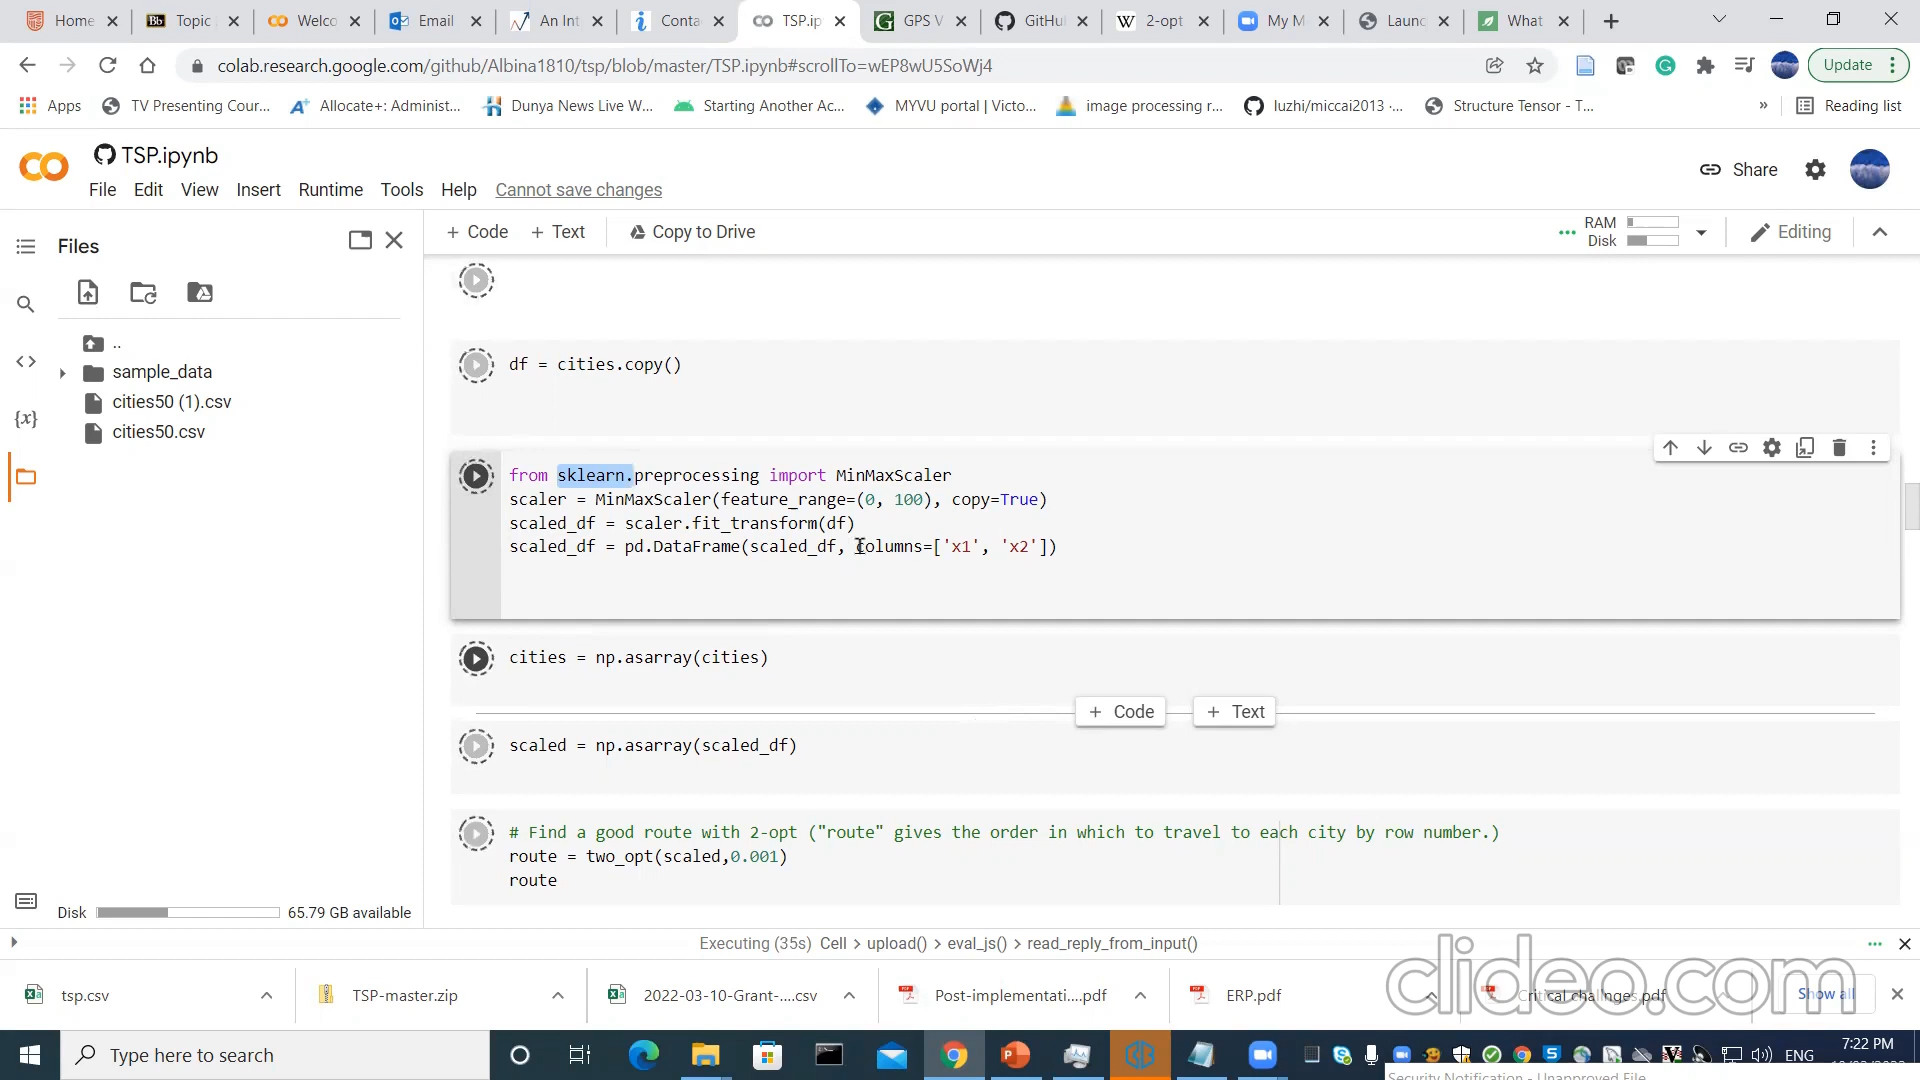 Home
Topic
Welco
Email
An Int
Conta
TSP.ip
GPS V
GitHu
2-opt
My M
Launc
What
colab.research.google.com/github/Albina1810/tsp/blob/master/TSP.ipynb#scrollTo=wEP8wU5SoWj4
Update
Apps
TV Presenting Cour...
Allocate+: Administ...
Dunya News Live W...
Starting Another Ac...
MYVU portal | Victo...
image processing r...
luzhi/miccai2013 ·...
Structure Tensor - T...
»
Reading list
TSP.ipynb
File Edit View Insert Runtime Tools Help Cannot save changes
Share
Files
+ Code + Text
Copy to Drive
RAM
Disk
Editing
..
sample_data
cities50 (1).csv
cities50.csv
df = cities.copy()
from sklearn.preprocessing import MinMaxScaler
scaler = MinMaxScaler(feature_range=(0, 100), copy=True)
scaled_df = scaler.fit_transform(df)
scaled_df = pd.DataFrame(scaled_df, columns=['x1', 'x2'])
cities = np.asarray(cities)
+ Code
+ Text
scaled = np.asarray(scaled_df)
# Find a good route with 2-opt ("route" gives the order in which to travel to each city by row number.)
route = two_opt(scaled,0.001)
route
Disk
65.79 GB available
Executing (35s) Cell > upload() > eval_js() > read_reply_from_input()
tsp.csv
TSP-master.zip
2022-03-10-Grant-....csv
Post-implementati....pdf
ERP.pdf
Critical challnges.pdf
Show all
clideo.com
Type here to search
ENG
7:22 PM
Security Notification - Unapproved File